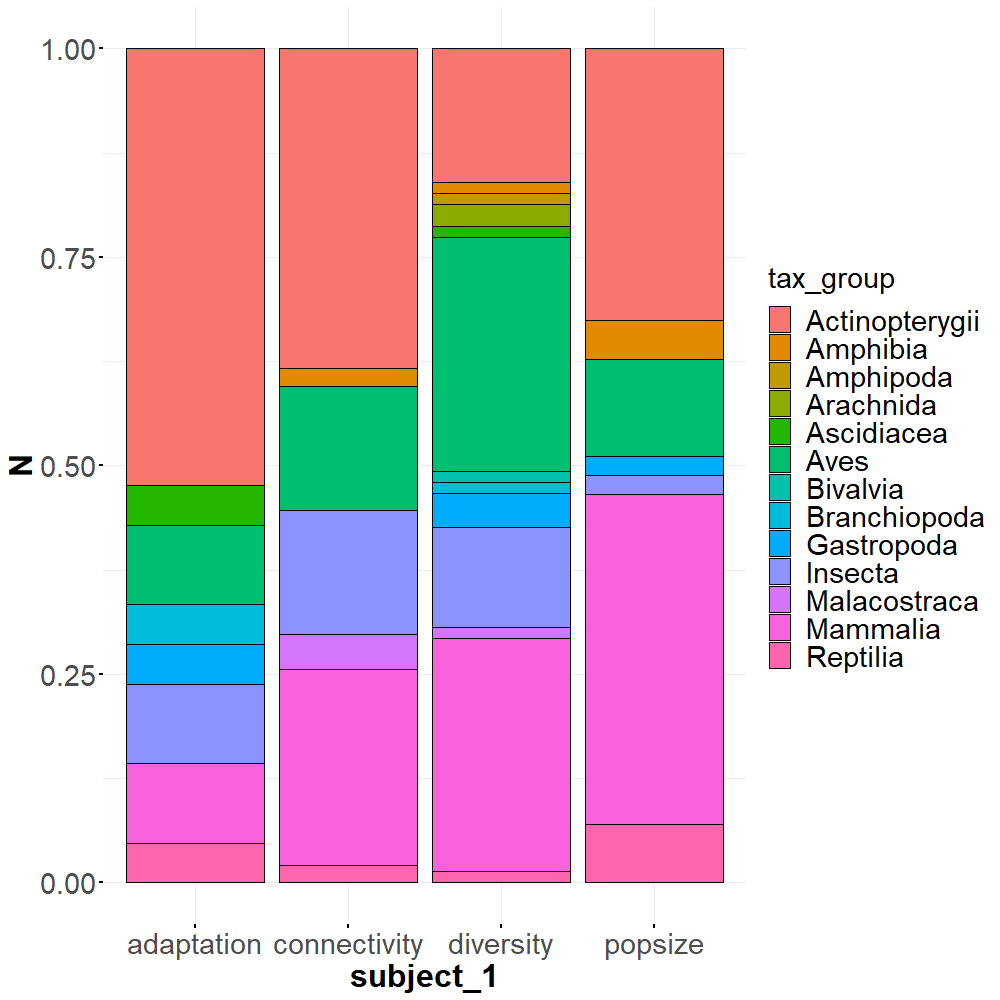 1.00
0.75
0.50
0.25
0.00
N
adaptation connectivity diversity popsize
subject_1
tax_group
Actinopterygii
Amphibia
Amphipoda
Arachnida
Ascidiacea
Aves
Bivalvia
Branchiopoda
Gastropoda
Insecta
Malacostraca
Mammalia
Reptilia